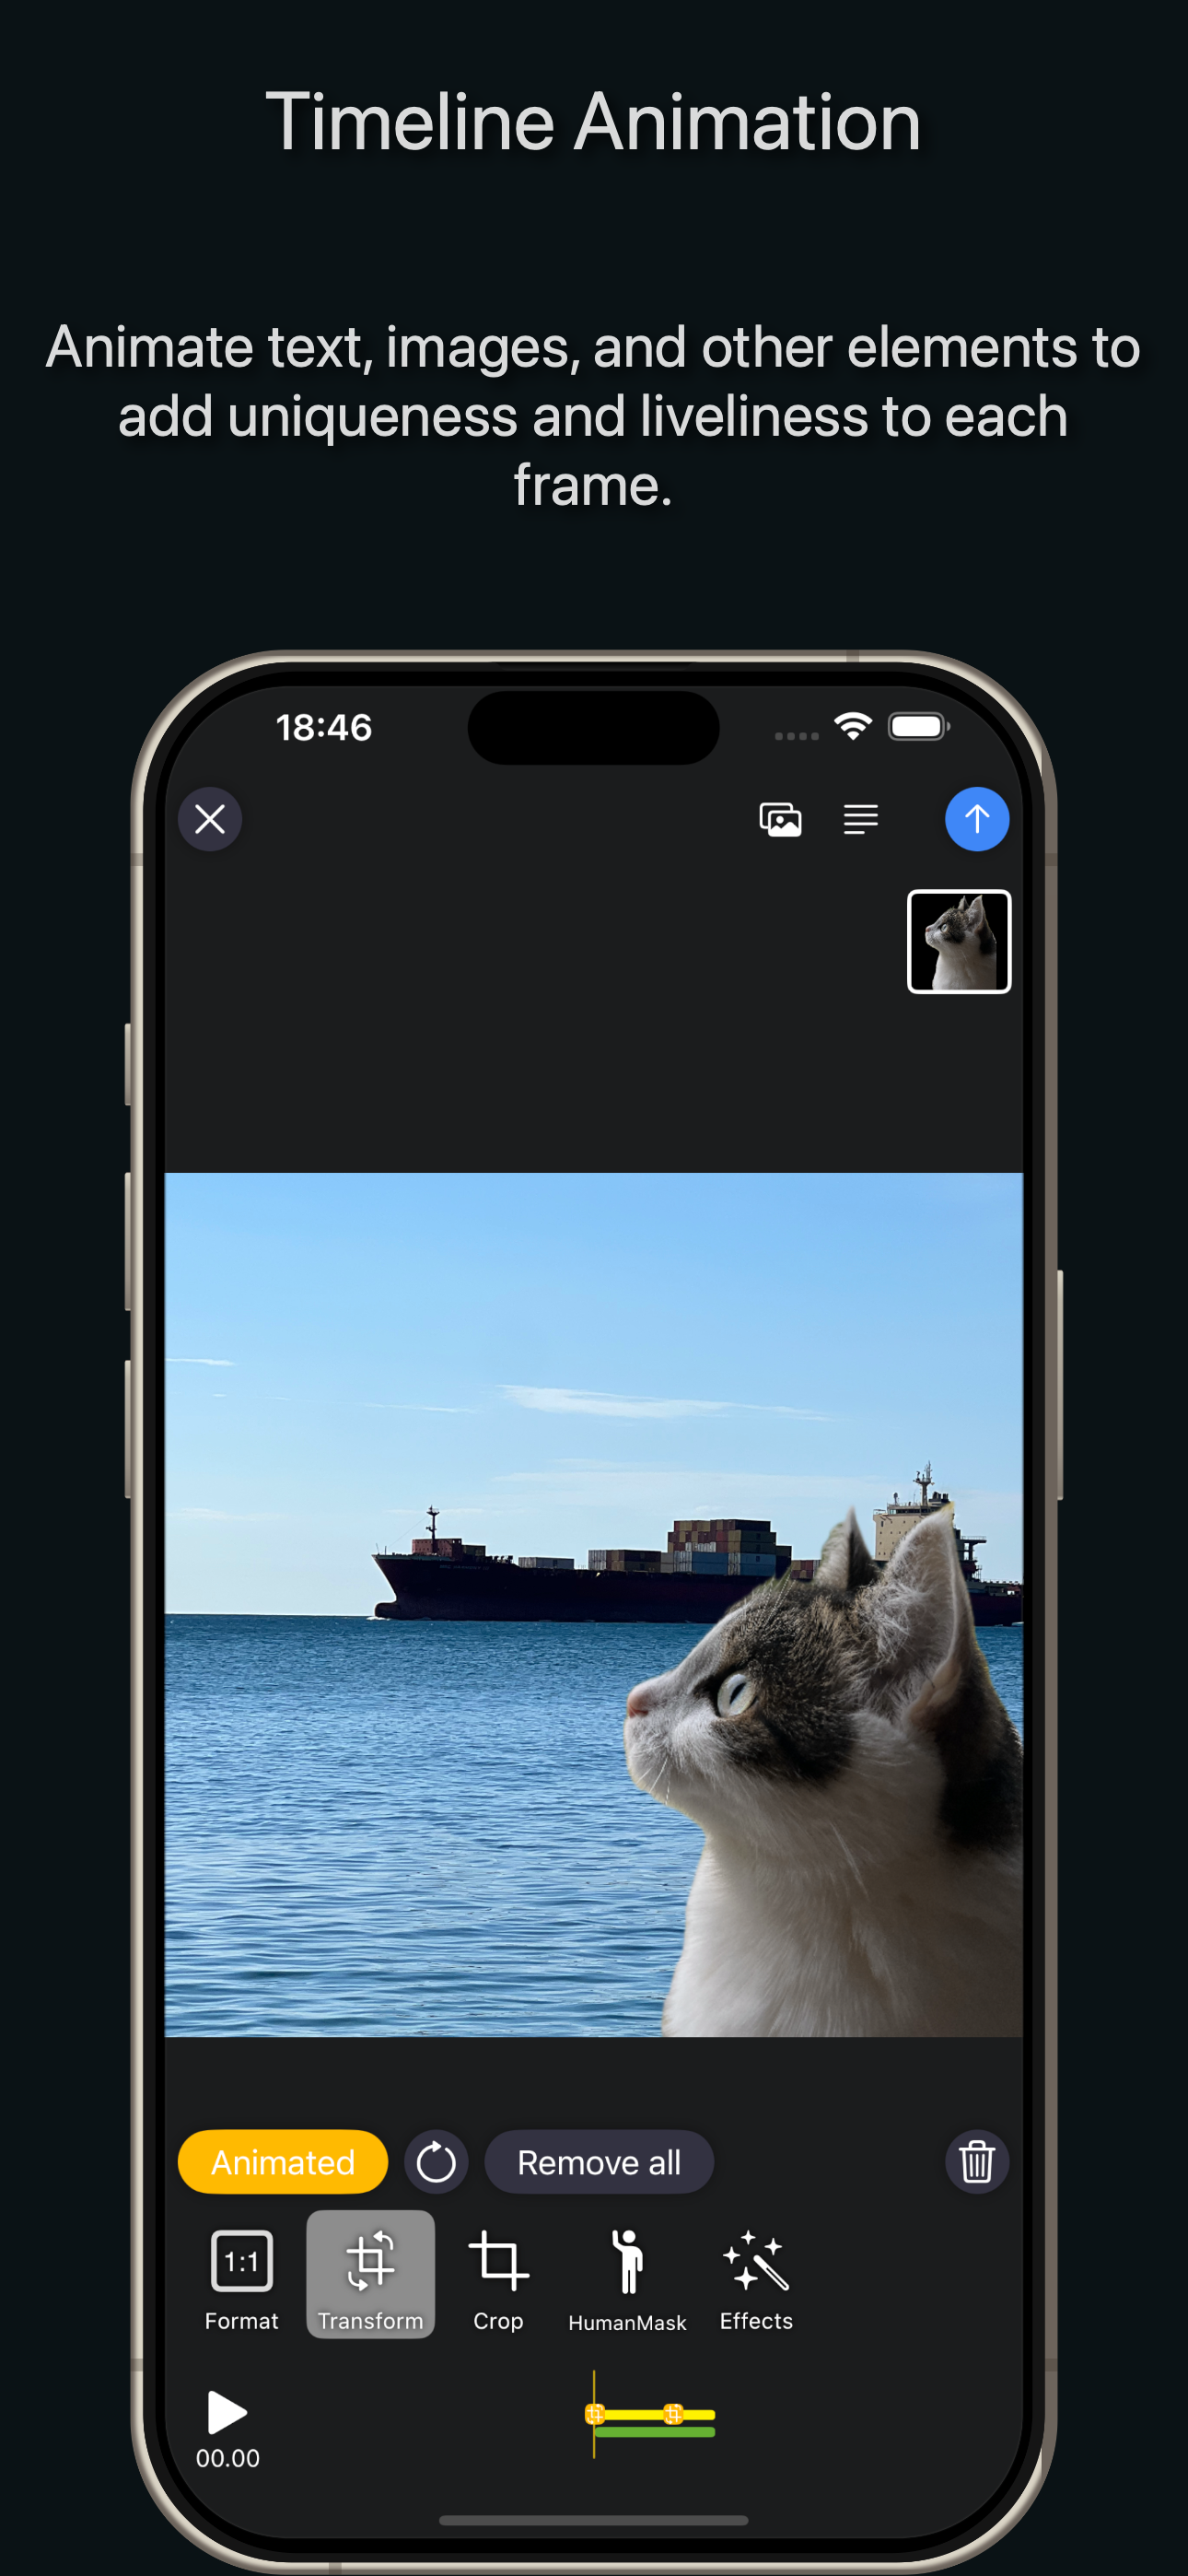 Timeline Animation
Animate text, images, and other elements to
add uniqueness and liveliness to each
frame.
18:46
Animated
Remove all
1:1
Format
Transform
Crop
HumanMask
Effects
00.00